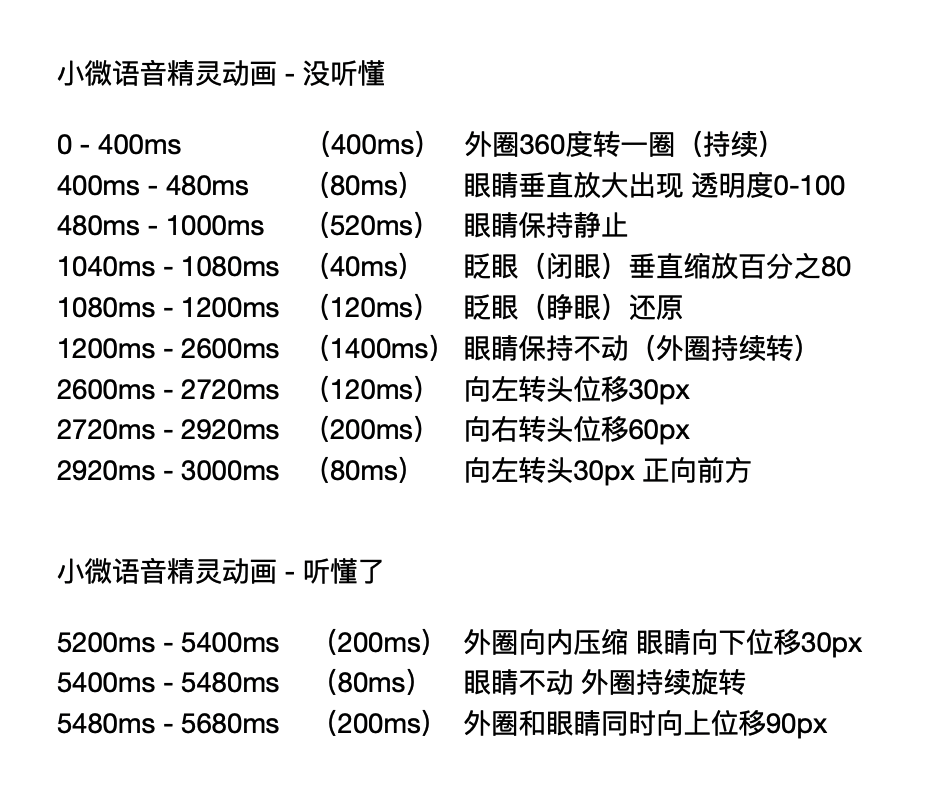 小微语音精灵动画 - 没听懂
0 - 400ms （400ms） 外圈360度转一圈（持续）
400ms - 480ms （80ms） 眼睛垂直放大出现 透明度0-100
480ms - 1000ms （520ms） 眼睛保持静止
1040ms - 1080ms （40ms） 眨眼（闭眼）垂直缩放百分之80
1080ms - 1200ms （120ms） 眨眼（睁眼）还原
1200ms - 2600ms （1400ms） 眼睛保持不动（外圈持续转）
2600ms - 2720ms （120ms） 向左转头位移30px
2720ms - 2920ms （200ms） 向右转头位移60px
2920ms - 3000ms （80ms） 向左转头30px 正向前方
小微语音精灵动画 - 听懂了
5200ms - 5400ms （200ms） 外圈向内压缩 眼睛向下位移30px
5400ms - 5480ms （80ms） 眼睛不动 外圈持续旋转
5480ms - 5680ms （200ms） 外圈和眼睛同时向上位移90px